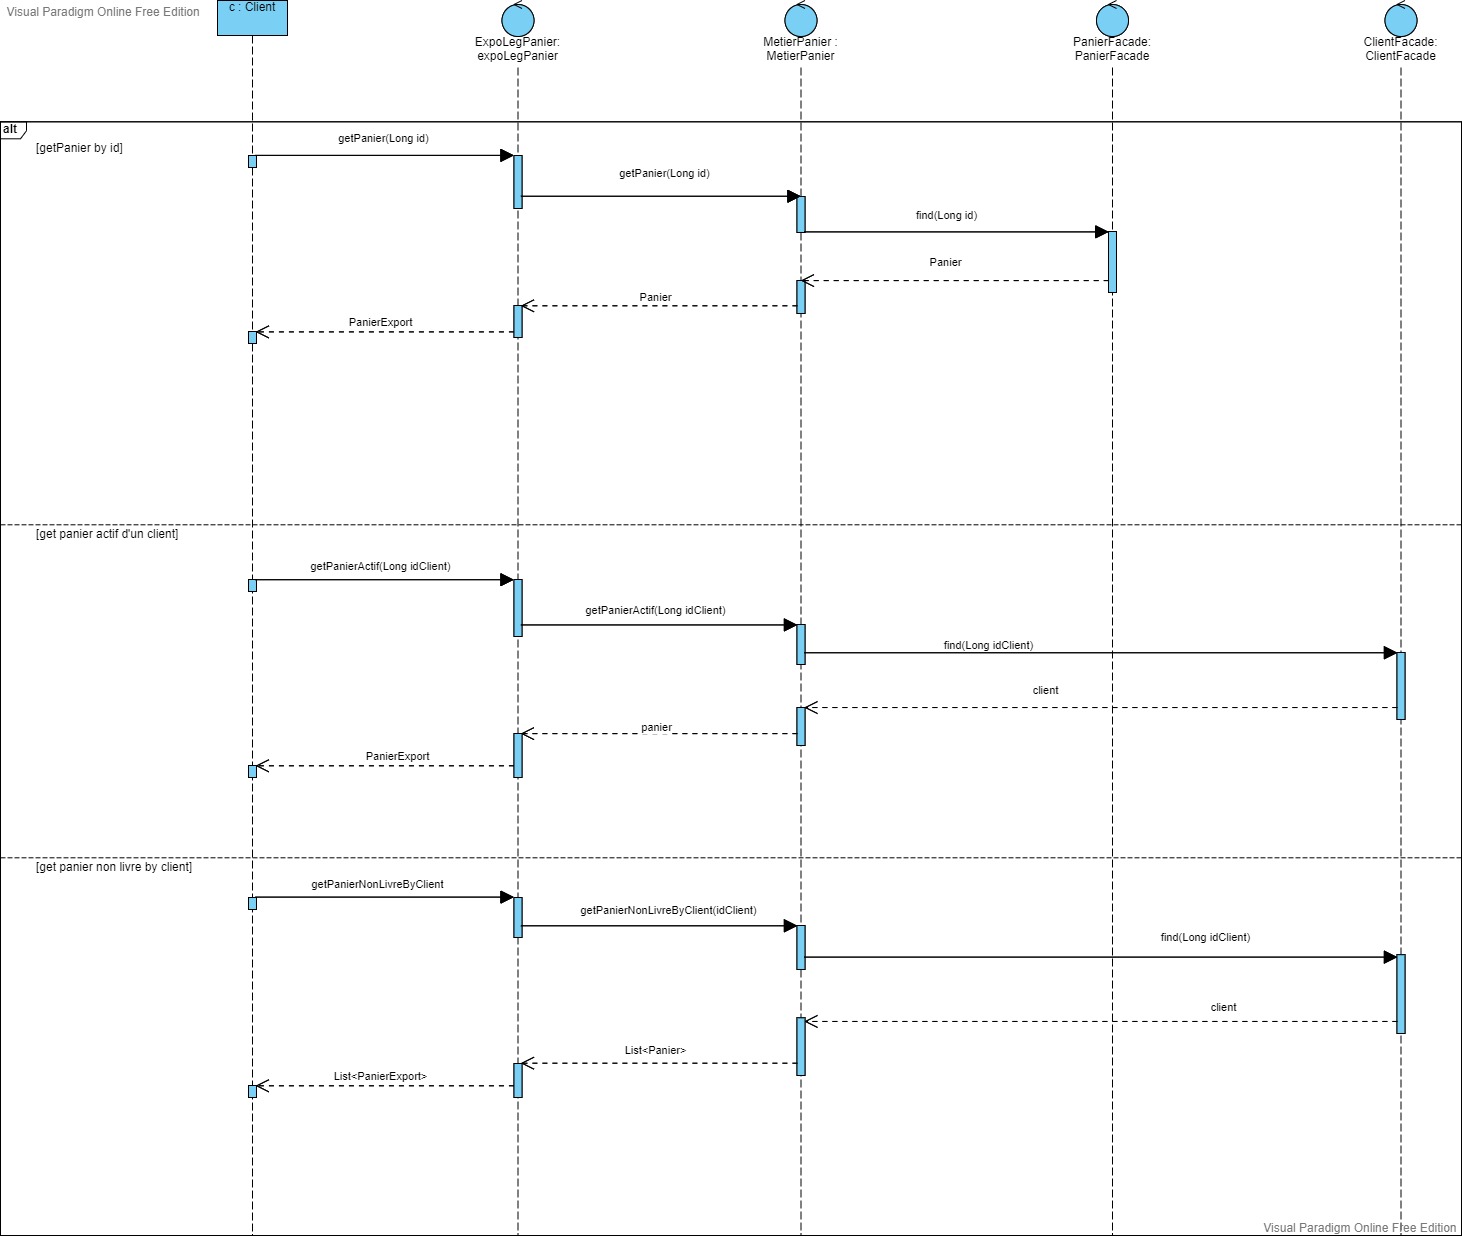 Visual Paradigm Online Free Edition
c : Client
ExpoLegPanier:
expoLegPanier
MetierPanier :
MetierPanier
PanierFacade:
PanierFacade
ClientFacade:
ClientFacade
alt
[getPanier by id]
getPanier(Long id)
getPanier(Long id)
find(Long id)
Panier
Panier
PanierExport
[get panier actif d'un client]
getPanierActif(Long idClient)
getPanierActif(Long idClient)
find(Long idClient)
client
panier
PanierExport
[get panier non livre by client]
getPanierNonLivreByClient
getPanierNonLivreByClient(idClient)
find(Long idClient)
client
List<Panier>
List<PanierExport>
Visual Paradigm Online Free Edition